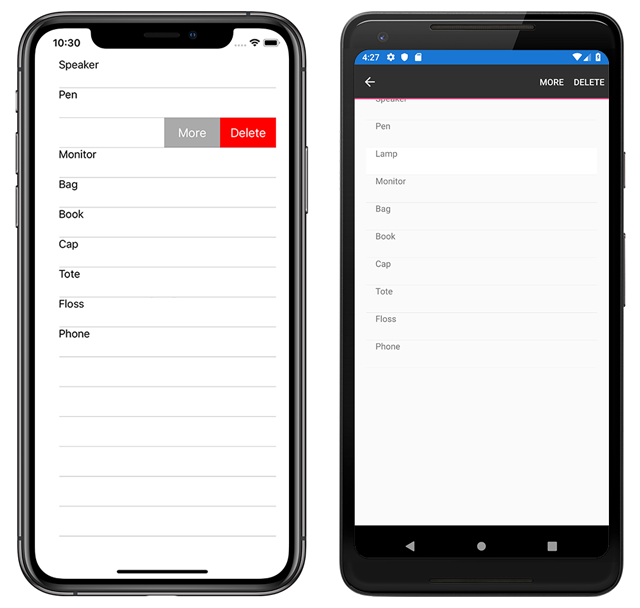 10:30
Speaker
Pen
More Delete
Monitor
Bag
Book
Cap
Tote
Floss
Phone
4:27
MORE DELETE
Speaker
Pen
Lamp
Monitor
Bag
Book
Cap
Tote
Floss
Phone